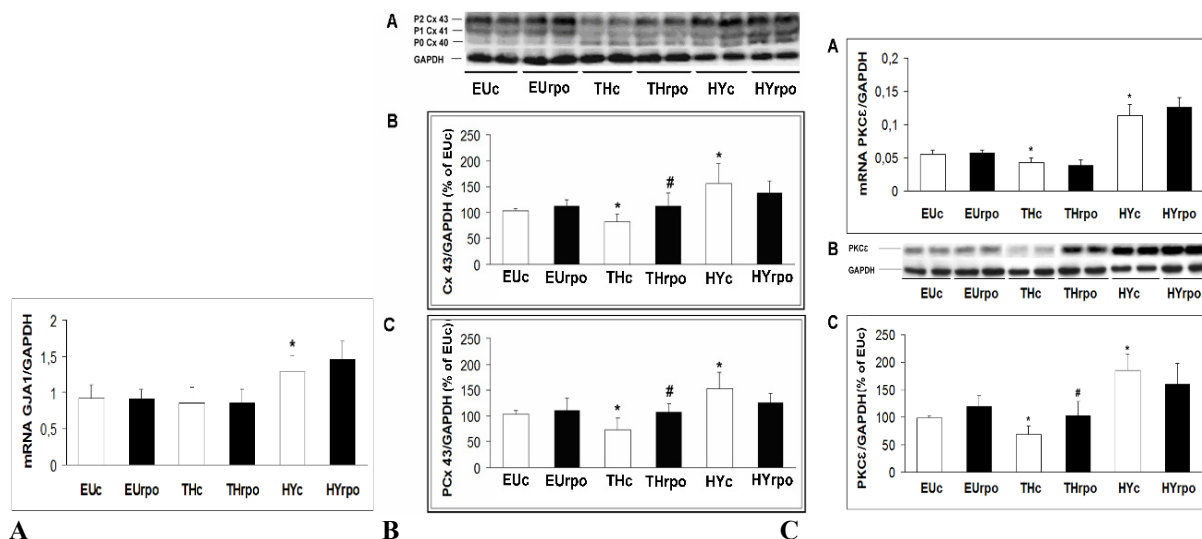 mRNA GJA1/GAPDH
2
1,5
1
0,5
0
* 
EUc EUrpo THc THrpo HYc HYrpo
A
A
P2 Cx 43
P1 Cx 41
P0 Cx 40
GAPDH
EUc EUrpo THc THrpo HYc HYrpo
B
Cx 43/GAPDH (% of EUc)
250
200
150
100
50
0
* # *
EUc EUrpo THc THrpo HYc HYrpo
C
PCx 43/GAPDH (% of EUc)
250
200
150
100
50
0
* # *
EUc EUrpo THc THrpo HYc HYrpo
B
A
mRNA PKCε/GAPDH
0,2
0,15
0,1
0,05
0
* *
EUc EUrpo THc THrpo HYc HYrpo
B
PKCε
GAPDH
EUc EUrpo THc THrpo HYc HYrpo
C
PKCε/GAPDH (% of EUc)
250
200
150
100
50
0
* # *
EUc EUrpo THc THrpo HYc HYrpo
C